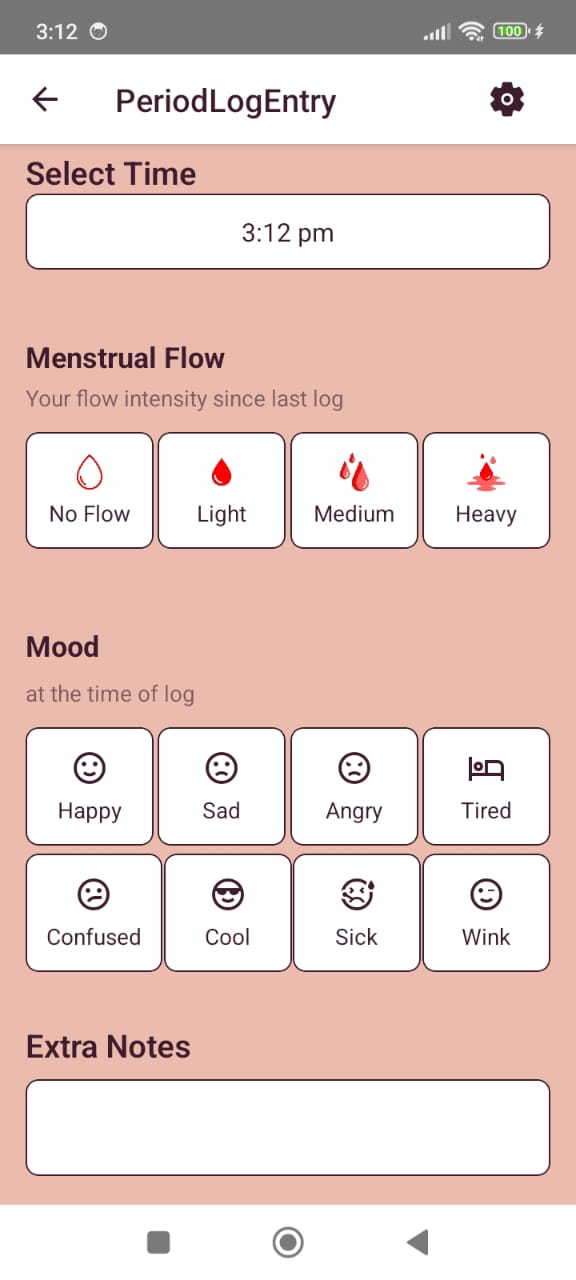 3:12
100
PeriodLogEntry
Select Time
3:12 pm
Menstrual Flow
Your flow intensity since last log
No Flow Light Medium Heavy
Mood
at the time of log
Happy Sad Angry Tired
Confused Cool Sick Wink
Extra Notes